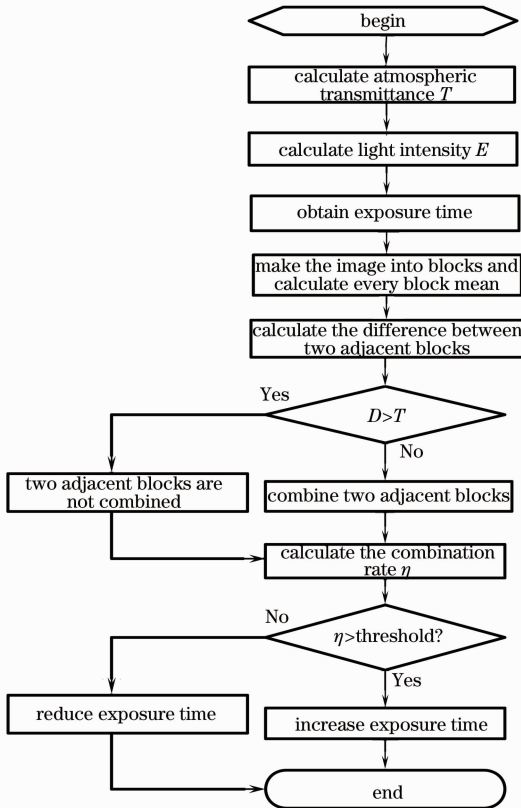 begin
calculate atmospheric
transmittance T
calculate light intensity E
obtain exposure time
make the image into blocks and
calculate every block mean
calculate the difference between
two adjacent blocks
Yes
D>T
No
two adjacent blocks are
not combined
combine two adjacent blocks
calculate the combination
rate η
No
η>threshold?
Yes
reduce exposure time
increase exposure time
end